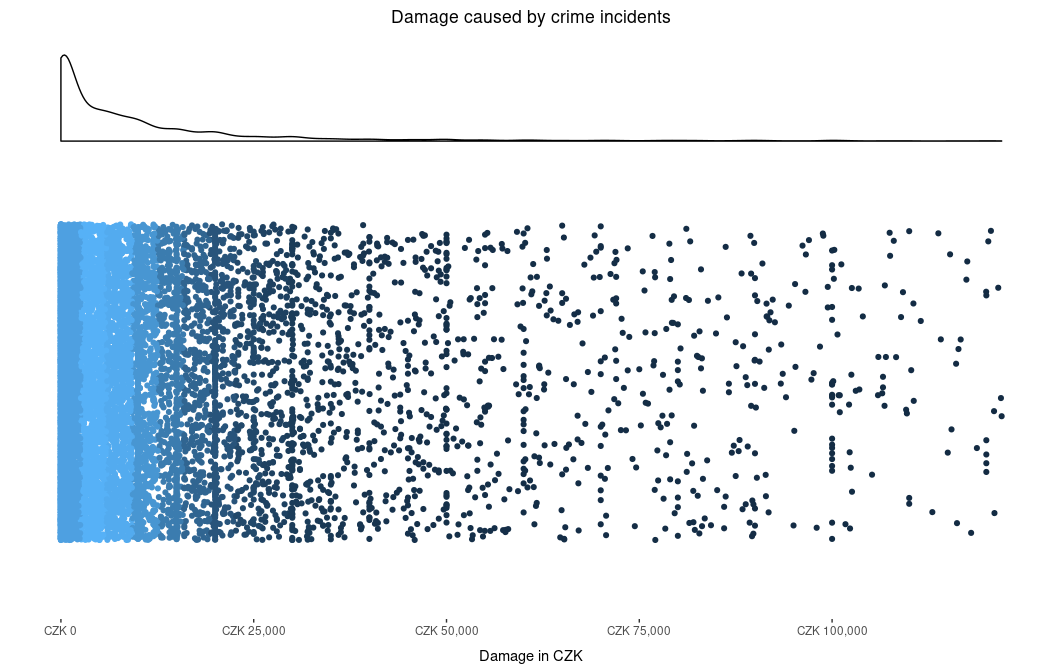 Damage caused by crime incidents
CZK 0
CZK 25,000
CZK 50,000
CZK 75,000
CZK 100,000
Damage in CZK